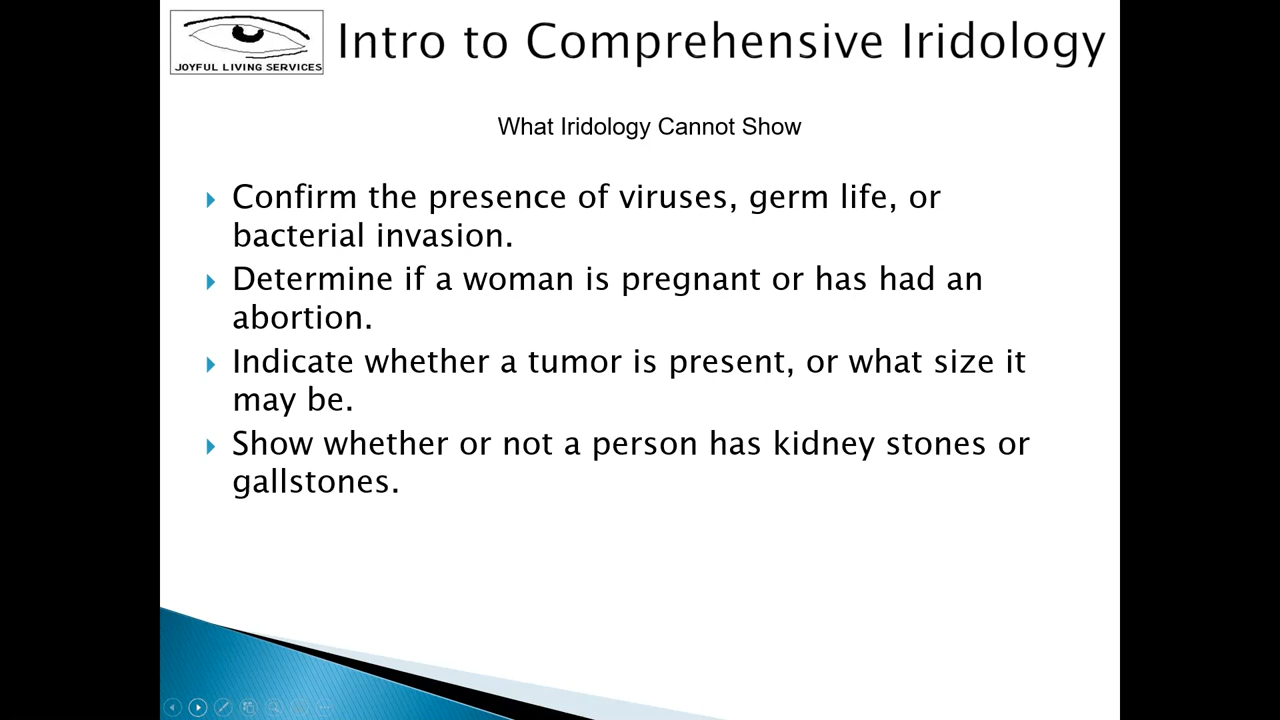 JOYFUL LIVING SERVICES
Intro to Comprehensive Iridology
What Iridology Cannot Show
Confirm the presence of viruses, germ life, or
bacterial invasion.
Determine if a woman is pregnant or has had an
abortion.
Indicate whether a tumor is present, or what size it
may be.
Show whether or not a person has kidney stones or
gallstones.